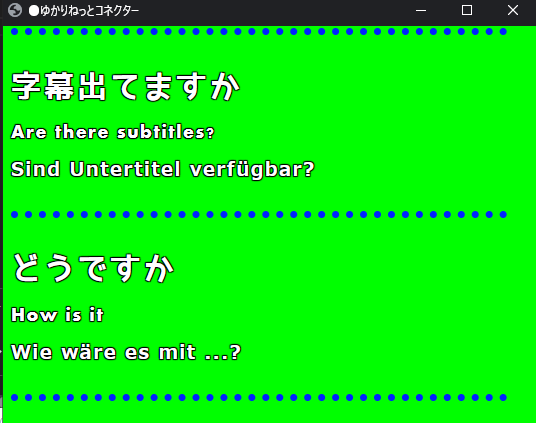 ●ゆかりねっとコネクター
字幕出てますか
Are there subtitles?
Sind Untertitel verfügbar?
どうですか
How is it
Wie wäre es mit ...?